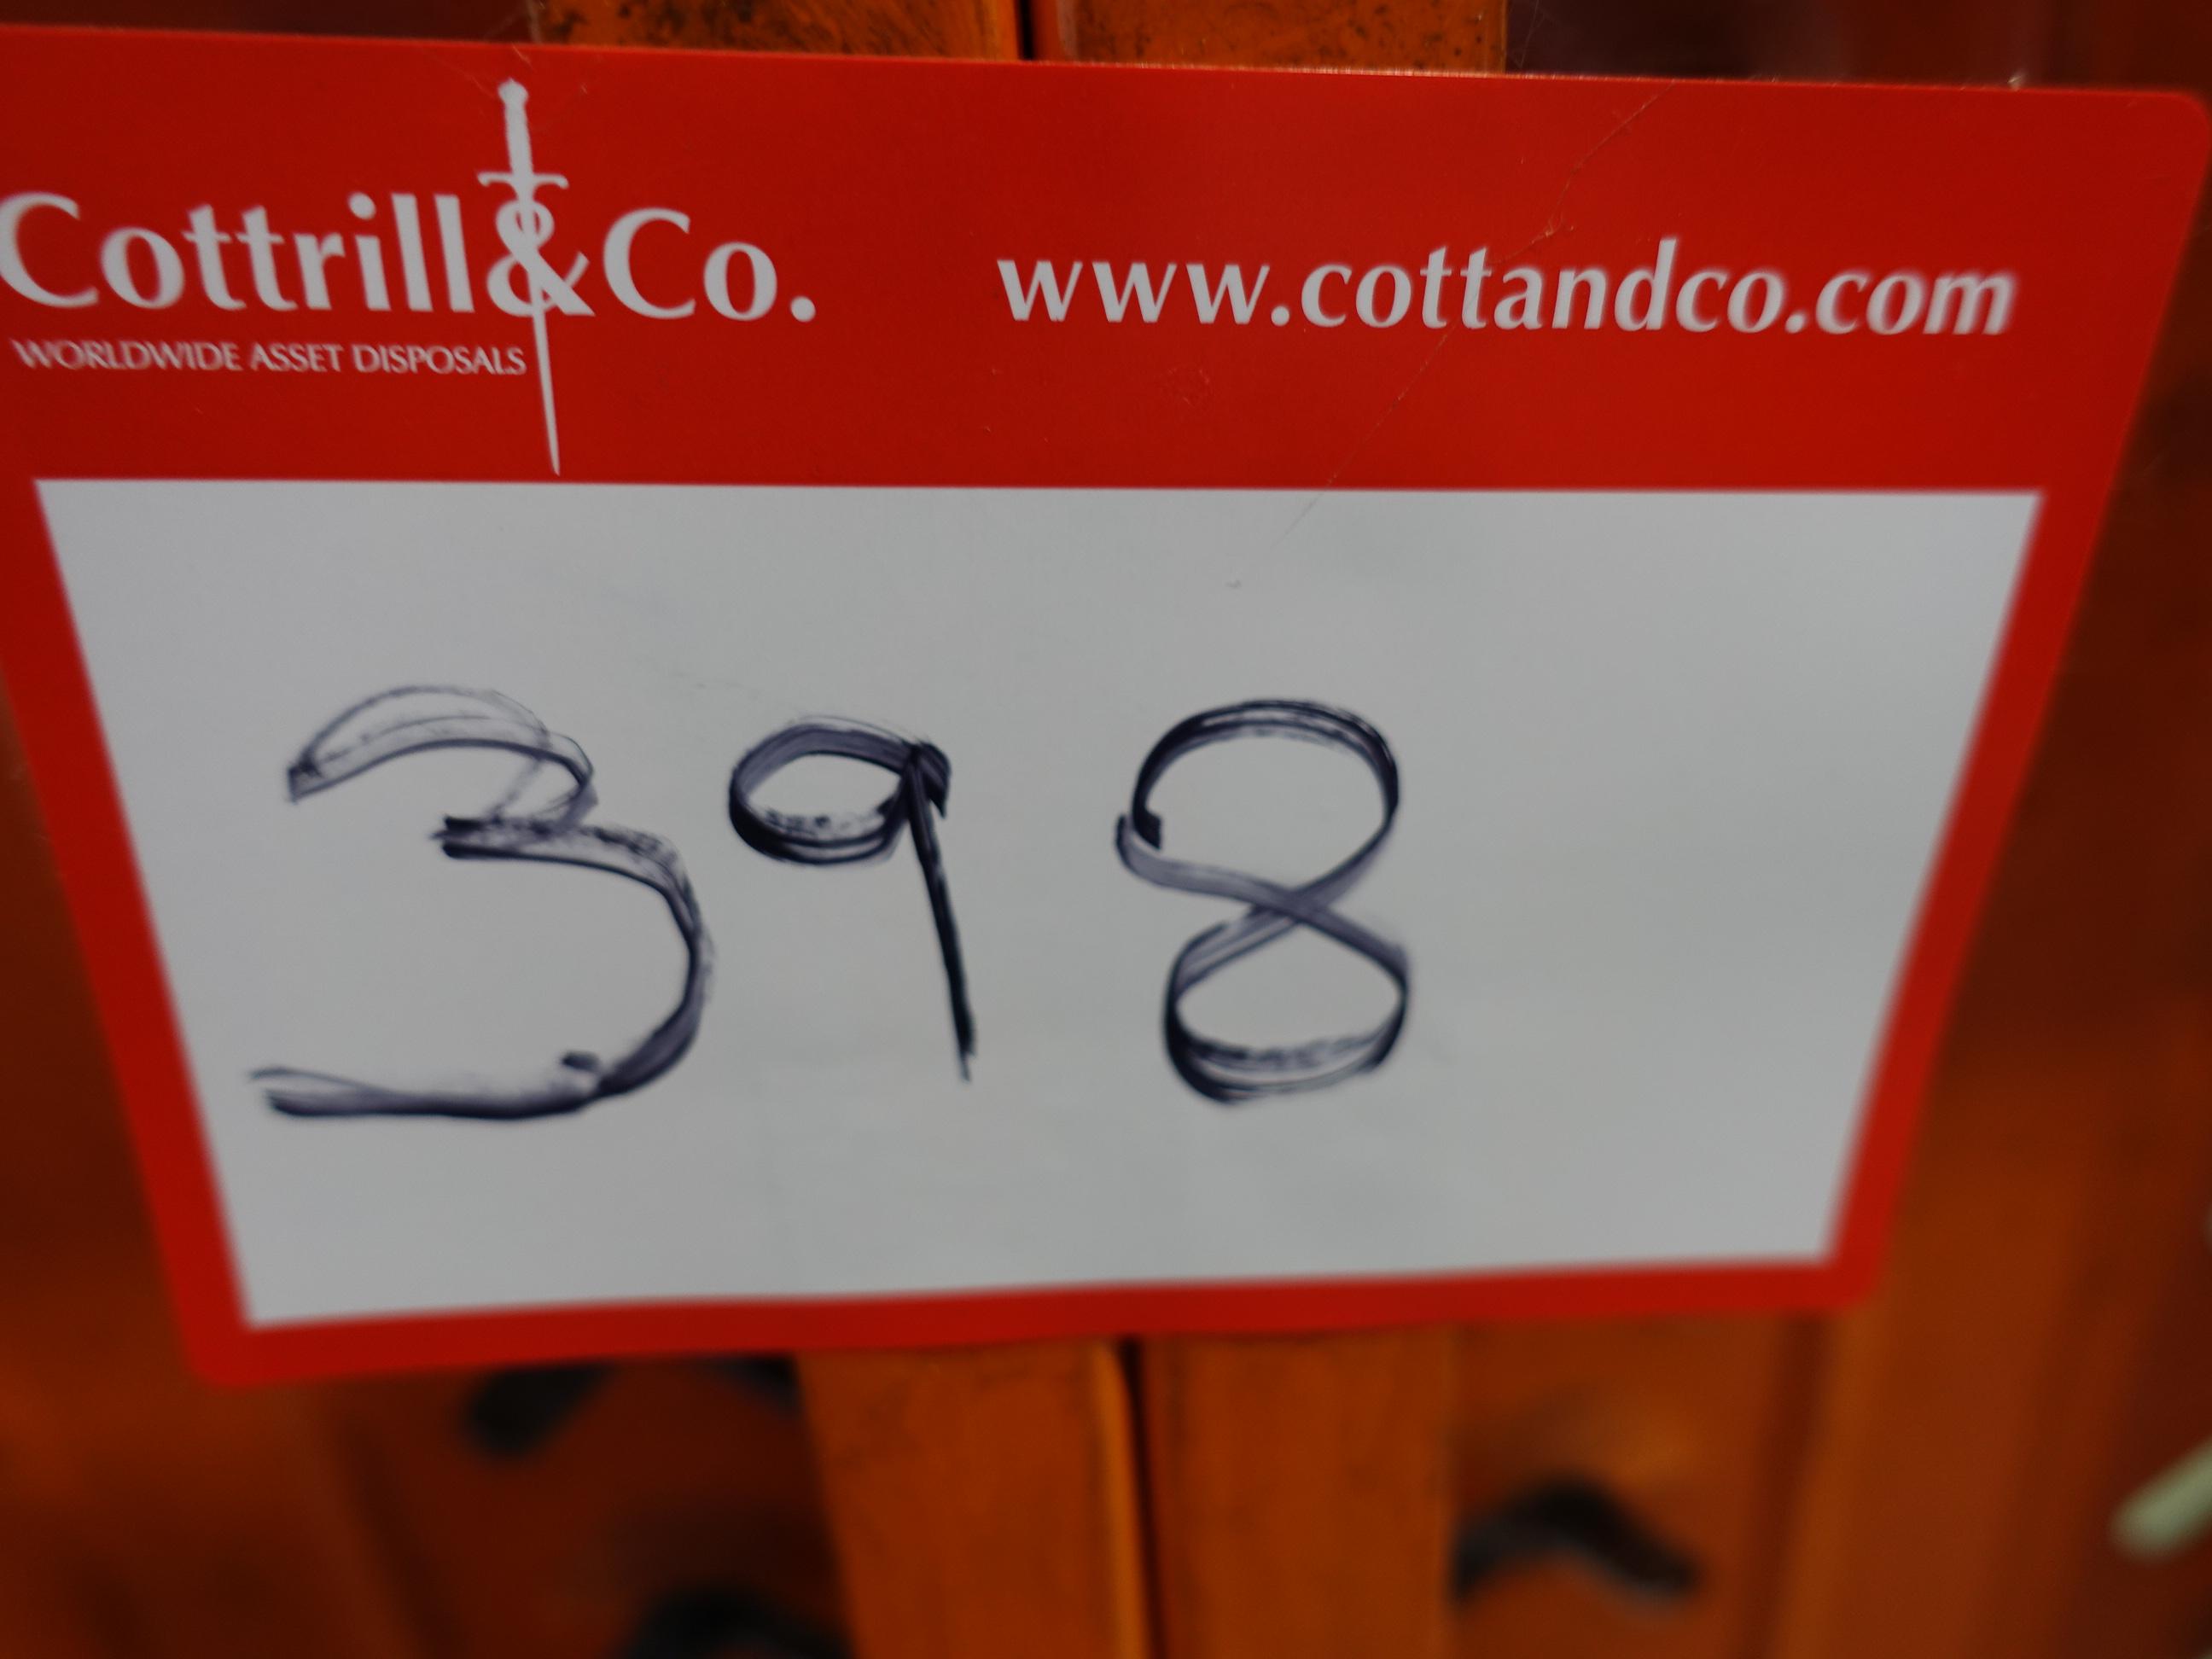 Cottrill&Co. www.cottandco.com
WORLDWIDE ASSET DISPOSALS
398